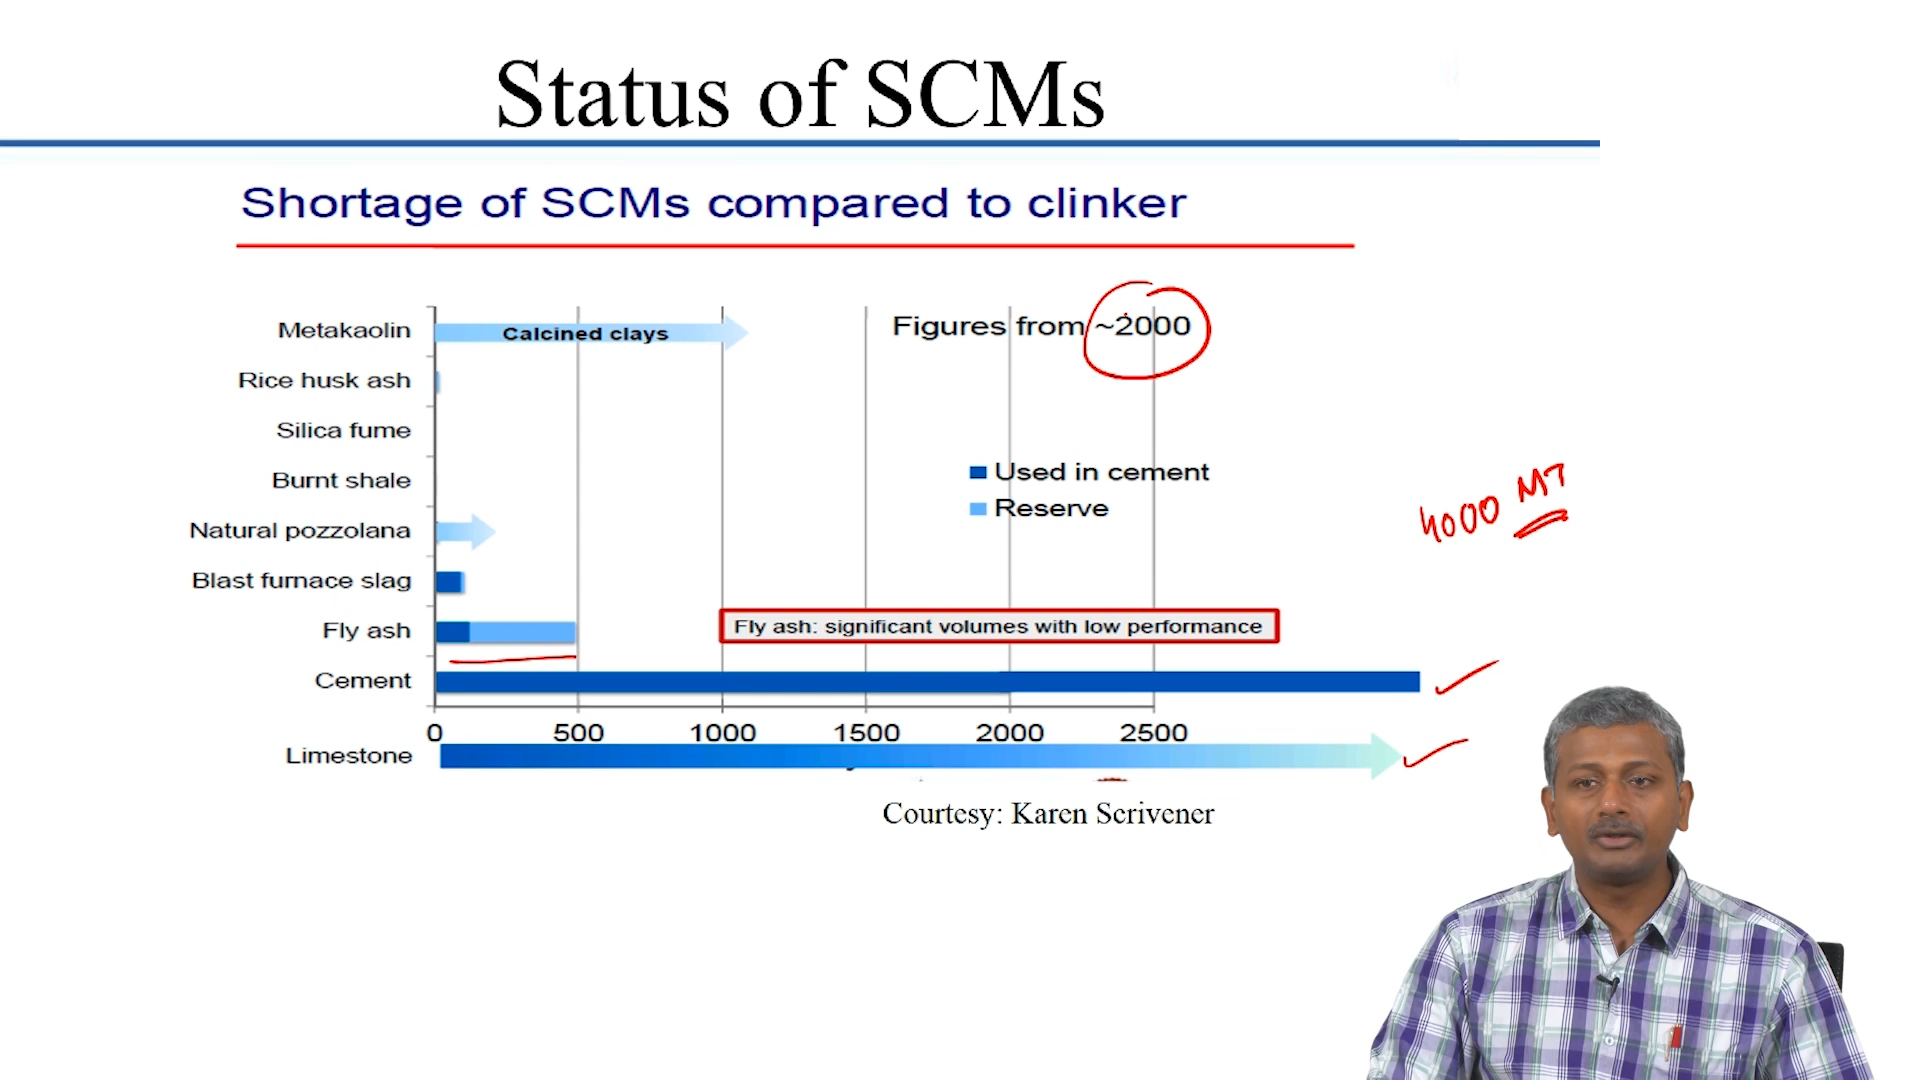 Status of SCMs
Shortage of SCMs compared to clinker
Metakaolin
Calcined clays
Figures from ~2000
Rice husk ash
Silica fume
Used in cement
Burnt shale
Reserve
4000 MT
Natural pozzolana
Blast furnace slag
Fly ash
Fly ash: significant volumes with low performance
Cement
0 500 1000 1500 2000 2500
Limestone
Courtesy: Karen Scrivener